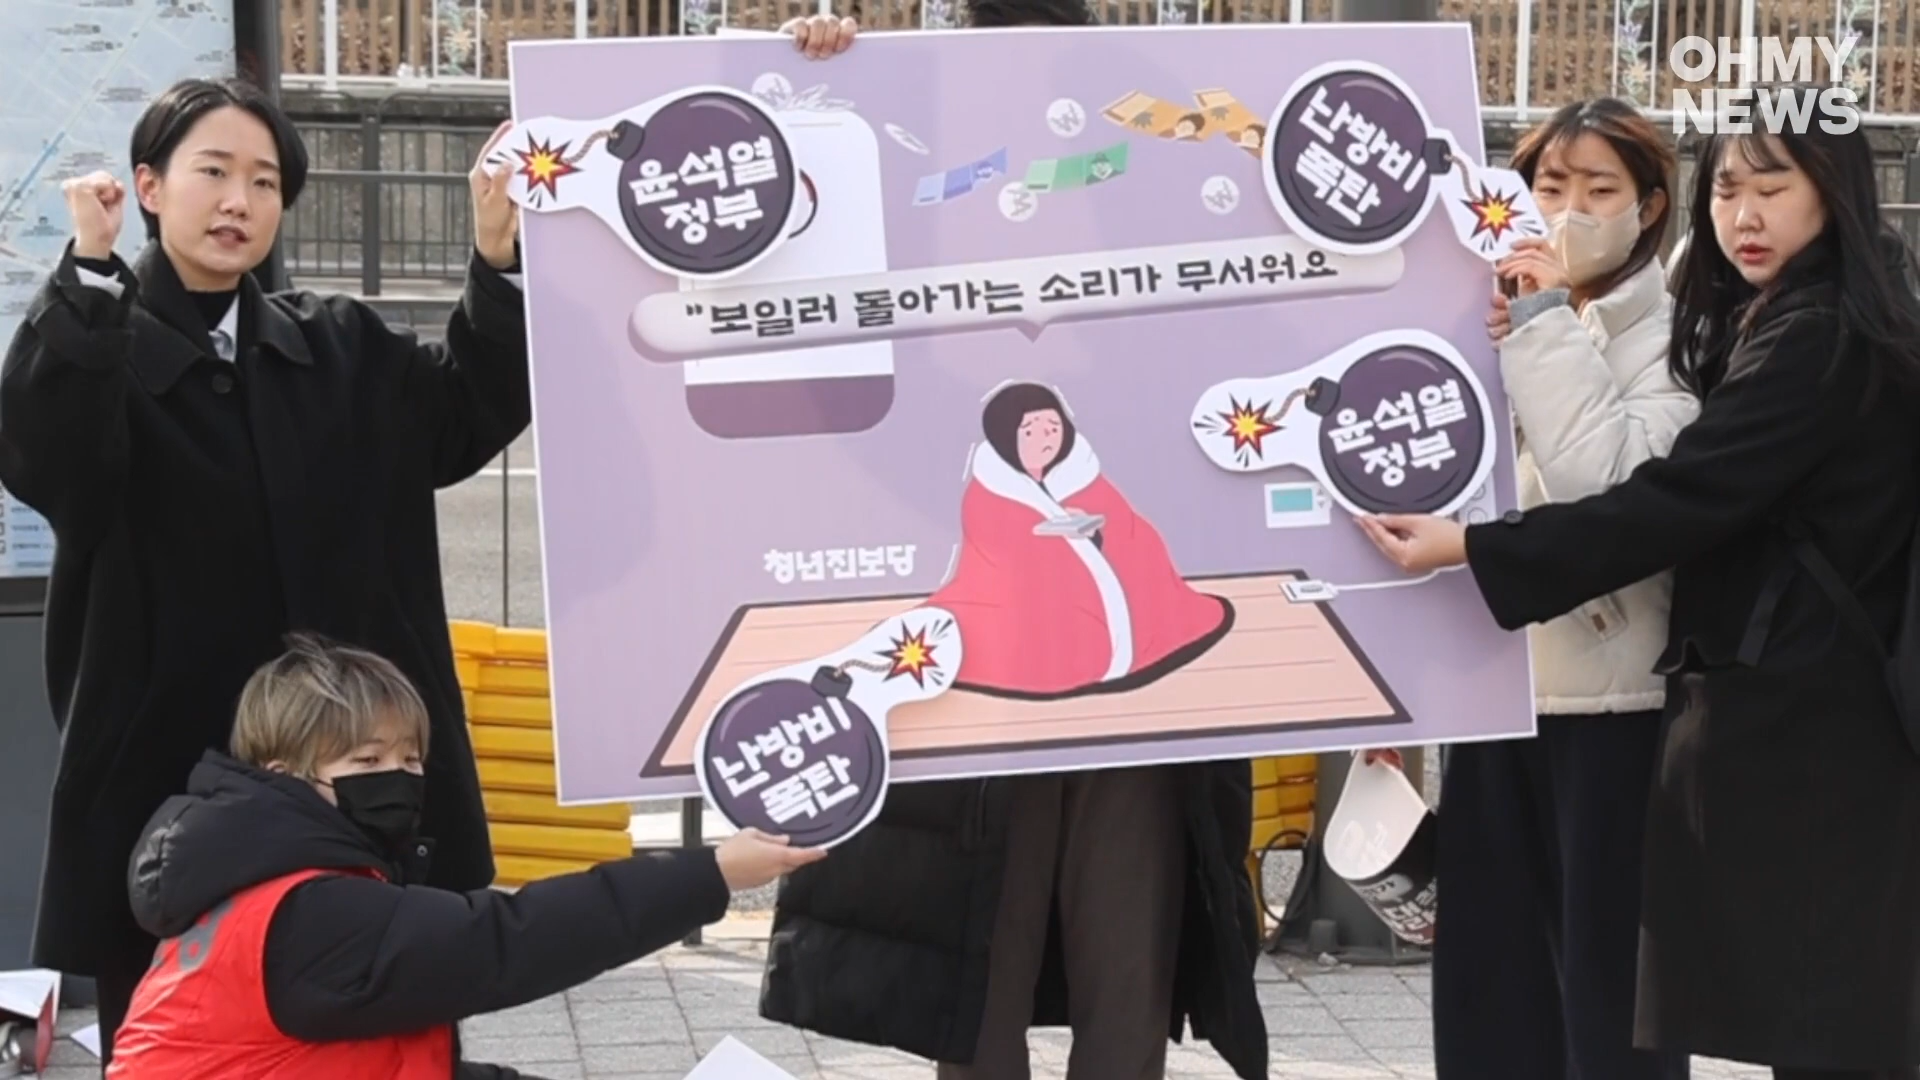 OHMY
NEWS
윤석열
정부
난방비
폭탄
"보일러 돌아가는 소리가 무서워요"
윤석열
정부
청년진보당
난방비
폭탄